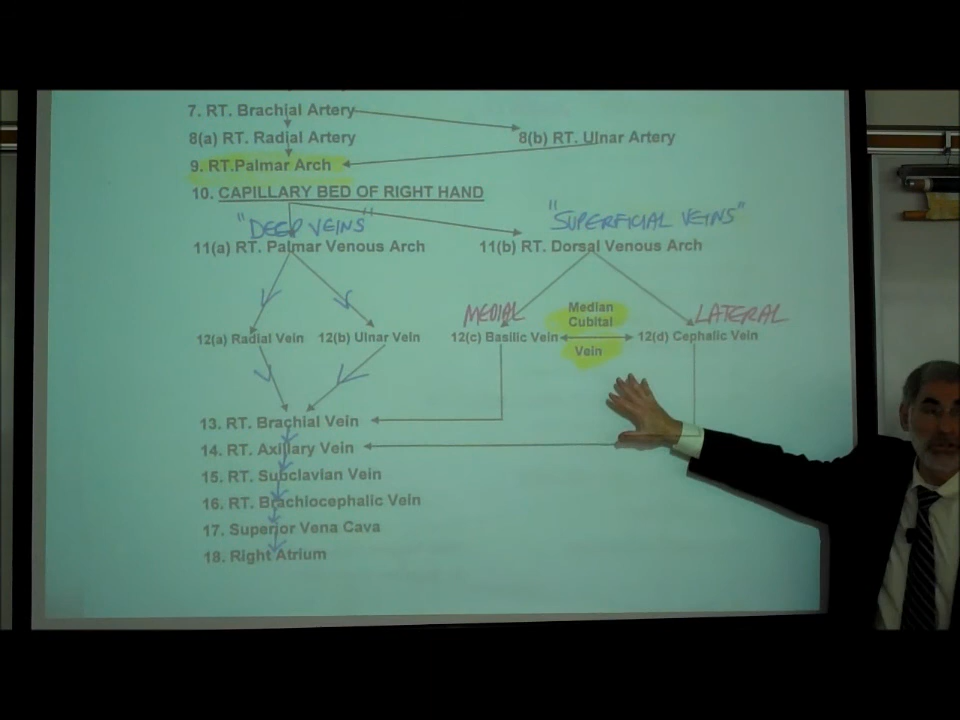 7. RT. Brachial Artery
8(a) RT. Radial Artery 8(b) RT. Ulnar Artery
9. RT.Palmar Arch
10. CAPILLARY BED OF RIGHT HAND
"DEEP VEINS" "SUPERFICIAL VEINS"
11(a) RT. Palmar Venous Arch 11(b) RT. Dorsal Venous Arch
MEDIAL Median Cubital LATERAL
12(a) Radial Vein 12(b) Ulnar Vein 12(c) Basilic Vein 12(d) Cephalic Vein
Vein
13. RT. Brachial Vein
14. RT. Axillary Vein
15. RT. Subclavian Vein
16. RT. Brachiocephalic Vein
17. Superior Vena Cava
18. Right Atrium